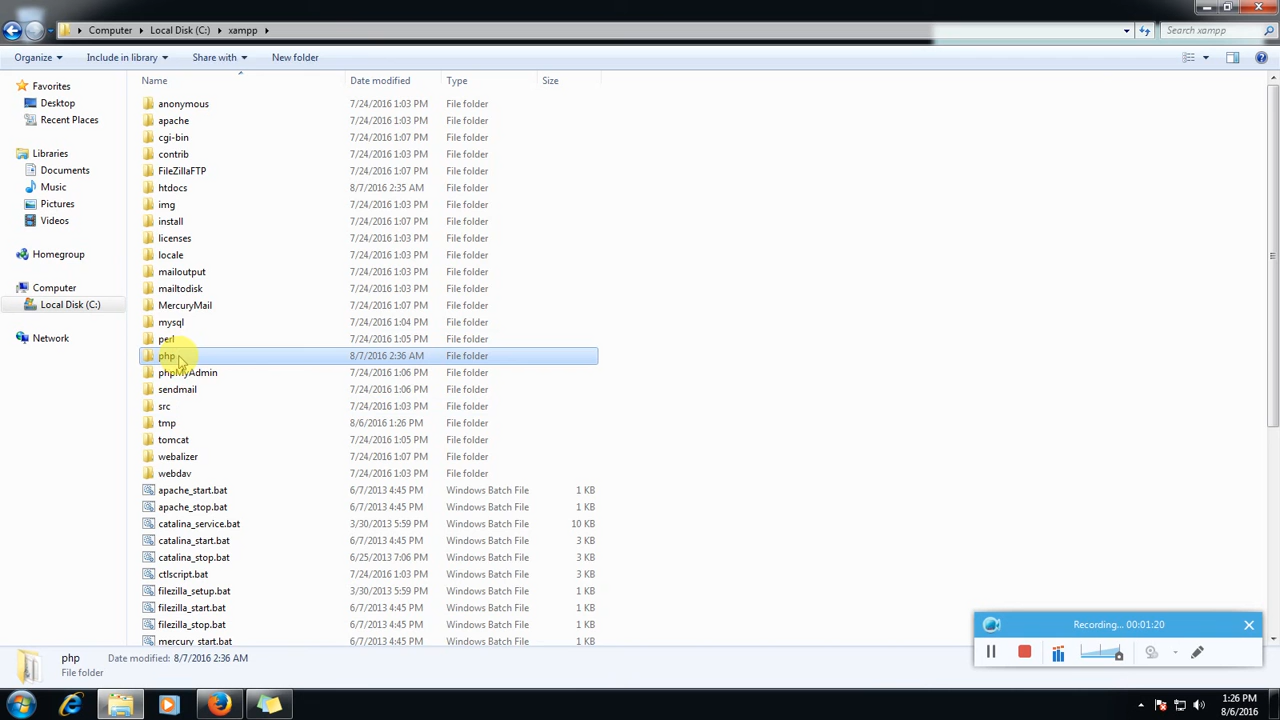 Computer Local Disk (C:) xampp Search xampp
Organize Include in library Share with New folder
Name Date modified Type Size
Favorites
Desktop
Recent Places
Libraries
Documents
Music
Pictures
Videos
Homegroup
Computer
Local Disk (C:)
Network
anonymous 7/24/2016 1:03 PM File folder
apache 7/24/2016 1:03 PM File folder
cgi-bin 7/24/2016 1:07 PM File folder
contrib 7/24/2016 1:03 PM File folder
FileZillaFTP 7/24/2016 1:07 PM File folder
htdocs 8/7/2016 2:35 AM File folder
img 7/24/2016 1:03 PM File folder
install 7/24/2016 1:07 PM File folder
licenses 7/24/2016 1:03 PM File folder
locale 7/24/2016 1:03 PM File folder
mailoutput 7/24/2016 1:03 PM File folder
mailtodisk 7/24/2016 1:03 PM File folder
MercuryMail 7/24/2016 1:07 PM File folder
mysql 7/24/2016 1:04 PM File folder
perl 7/24/2016 1:05 PM File folder
php 8/7/2016 2:36 AM File folder
phpMyAdmin 7/24/2016 1:06 PM File folder
sendmail 7/24/2016 1:06 PM File folder
src 7/24/2016 1:03 PM File folder
tmp 8/6/2016 1:26 PM File folder
tomcat 7/24/2016 1:05 PM File folder
webalizer 7/24/2016 1:06 PM File folder
webdav 7/24/2016 1:03 PM File folder
apache_start.bat 6/7/2013 4:45 PM Windows Batch File 1 KB
apache_stop.bat 6/7/2013 4:45 PM Windows Batch File 1 KB
catalina_service.bat 3/30/2013 5:59 PM Windows Batch File 10 KB
catalina_start.bat 6/7/2013 4:45 PM Windows Batch File 3 KB
catalina_stop.bat 6/25/2013 7:06 PM Windows Batch File 3 KB
ctlscript.bat 7/24/2016 1:03 PM Windows Batch File 3 KB
filezilla_setup.bat 3/30/2013 5:59 PM Windows Batch File 1 KB
filezilla_start.bat 6/7/2013 4:45 PM Windows Batch File 1 KB
filezilla_stop.bat 6/7/2013 4:45 PM Windows Batch File 1 KB
mercury_start.bat 6/7/2013 4:45 PM Windows Batch File 1 KB
Recording... 00:01:20
php Date modified: 8/7/2016 2:36 AM
File folder
1:26 PM
8/6/2016